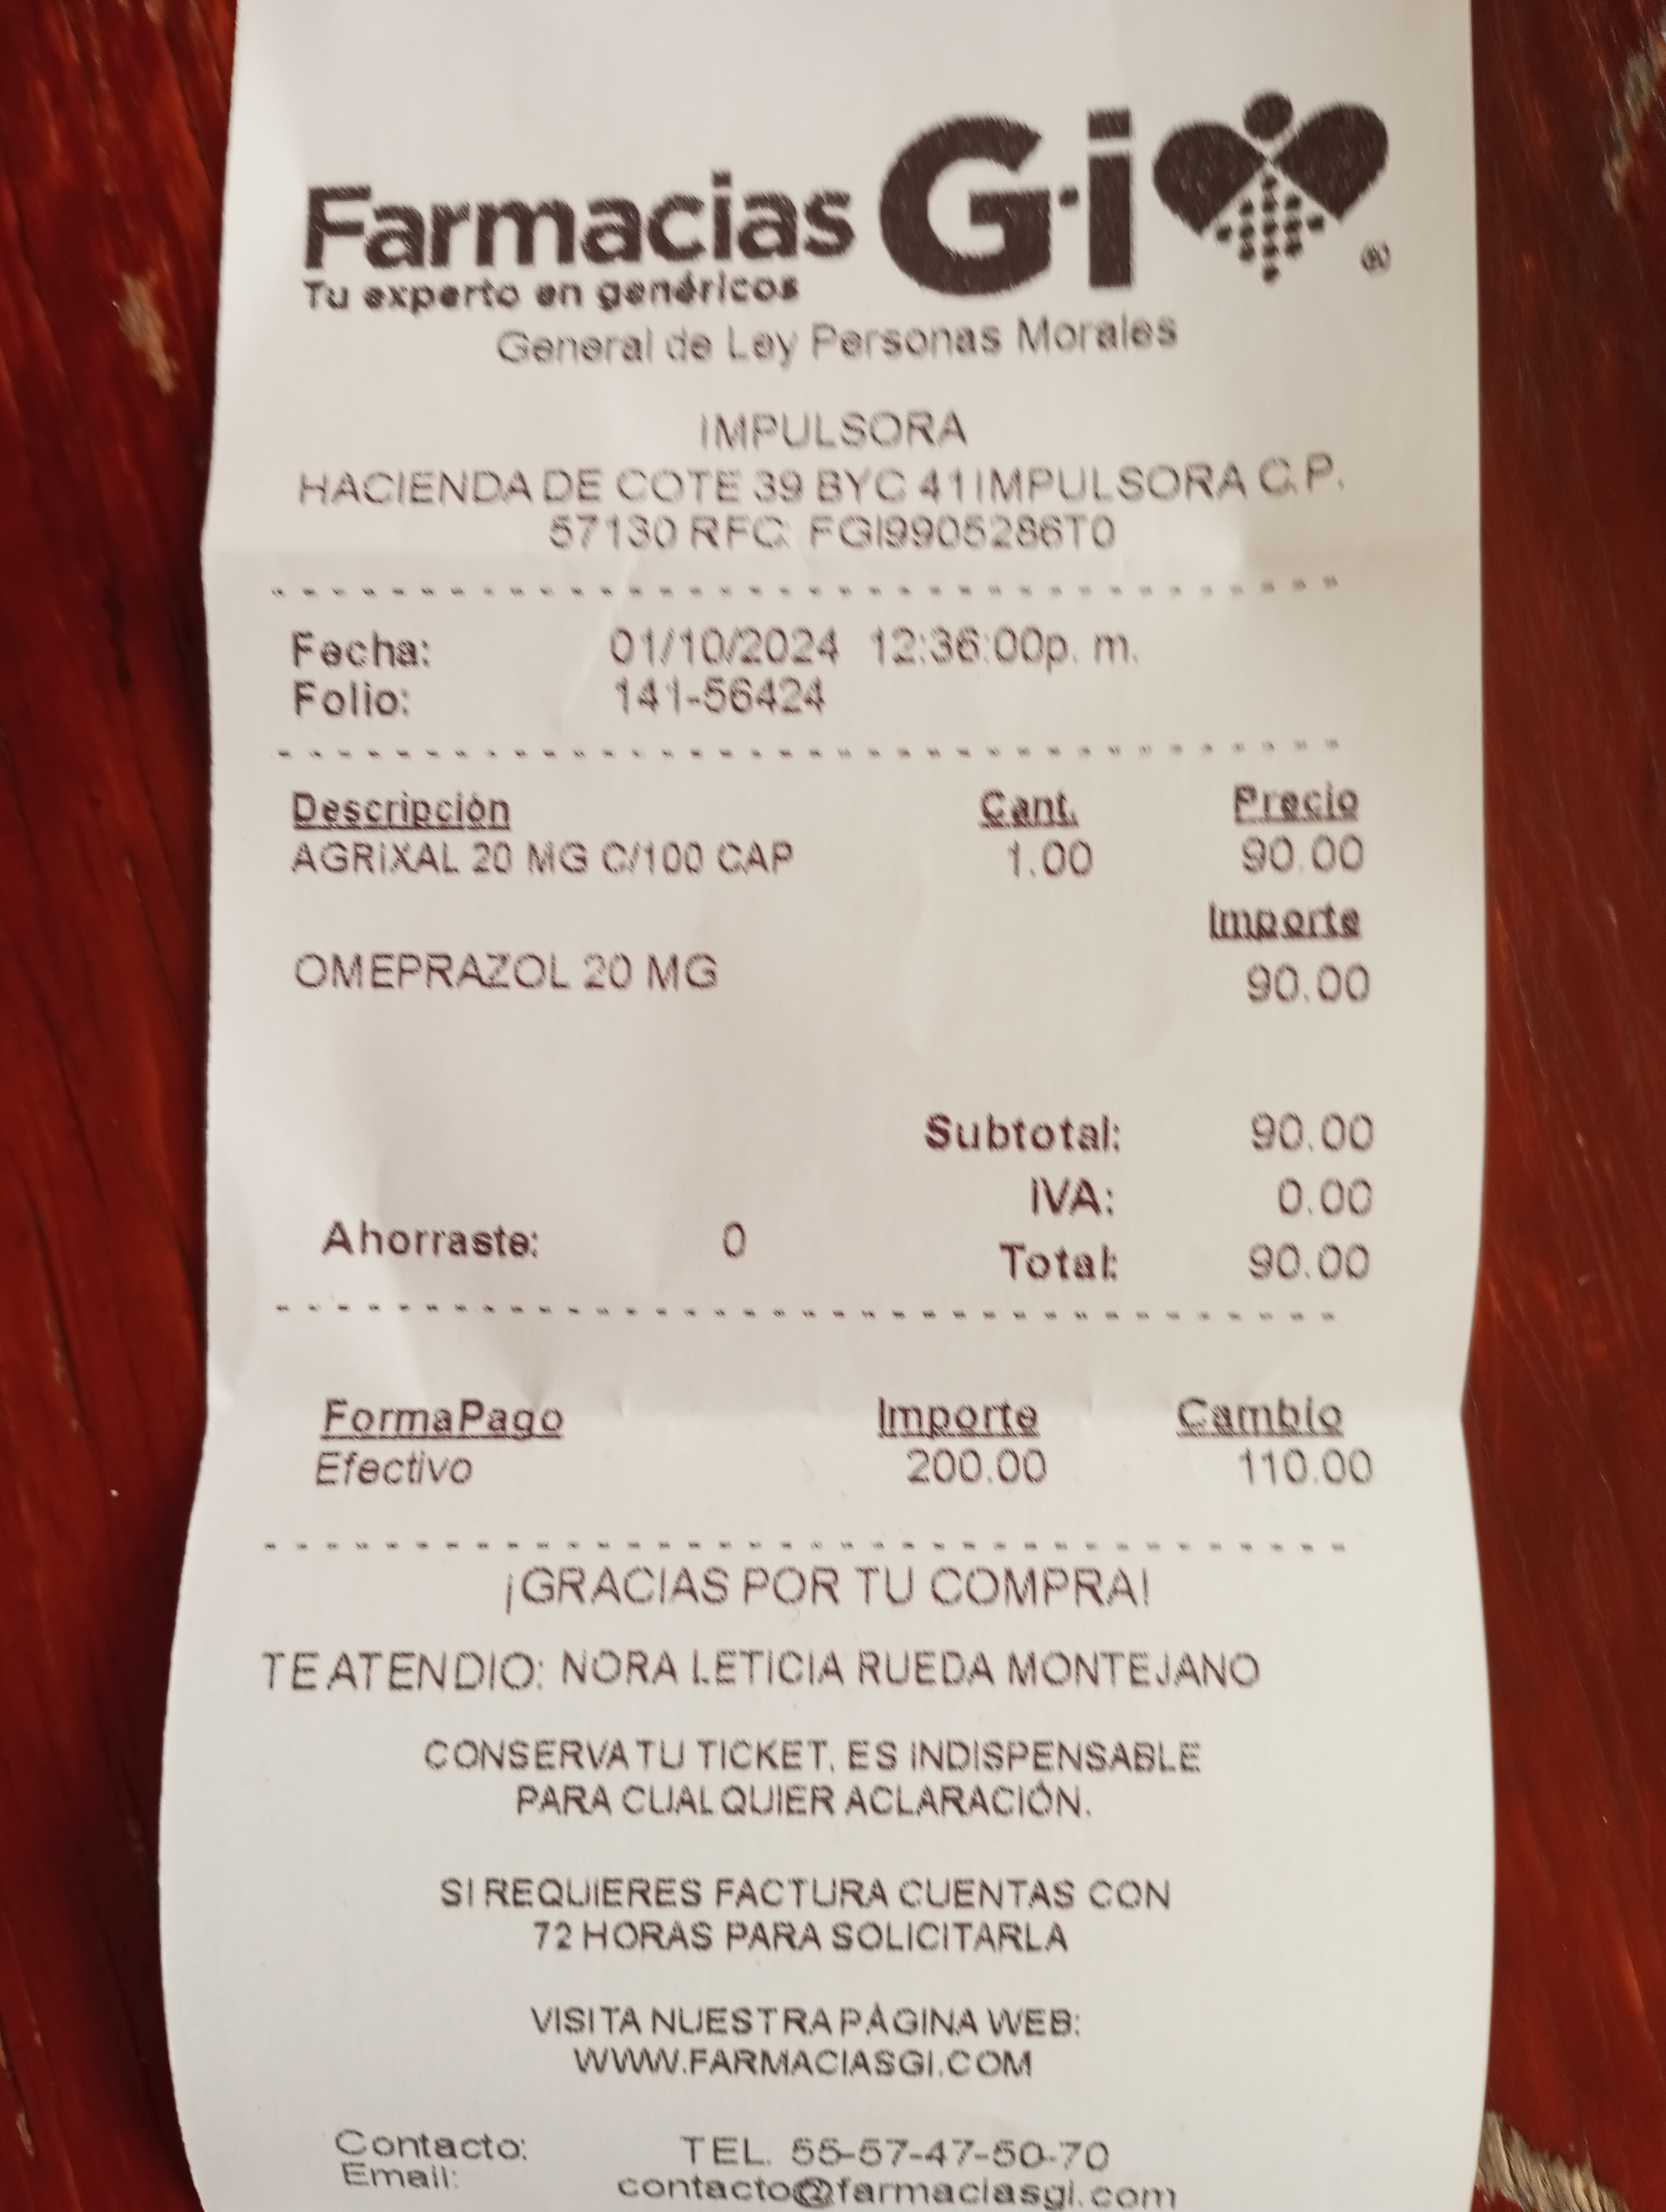 Farmacias G·i ®
Tu experto en genéricos
General de Ley Personas Morales
IMPULSORA
HACIENDA DE COTE 39 BYC 41 IMPULSORA C.P.
57130 RFC: FGI9905286T0
Fecha: 01/10/2024 12:36:00p. m.
Folio: 141-56424
Descripción Cant. Precio
AGRIXAL 20 MG C/100 CAP 1.00 90.00
Importe
OMEPRAZOL 20 MG 90.00
Subtotal: 90.00
IVA: 0.00
Ahorraste: 0 Total: 90.00
FormaPago Importe Cambio
Efectivo 200.00 110.00
¡GRACIAS POR TU COMPRA!
TE ATENDIO: NORA LETICIA RUEDA MONTEJANO
CONSERVA TU TICKET, ES INDISPENSABLE
PARA CUALQUIER ACLARACIÓN.
SI REQUIERES FACTURA CUENTAS CON
72 HORAS PARA SOLICITARLA
VISITA NUESTRA PÁGINA WEB:
WWW.FARMACIASGI.COM
Contacto: TEL. 55-57-47-50-70
Email: contacto@farmaciasgi.com